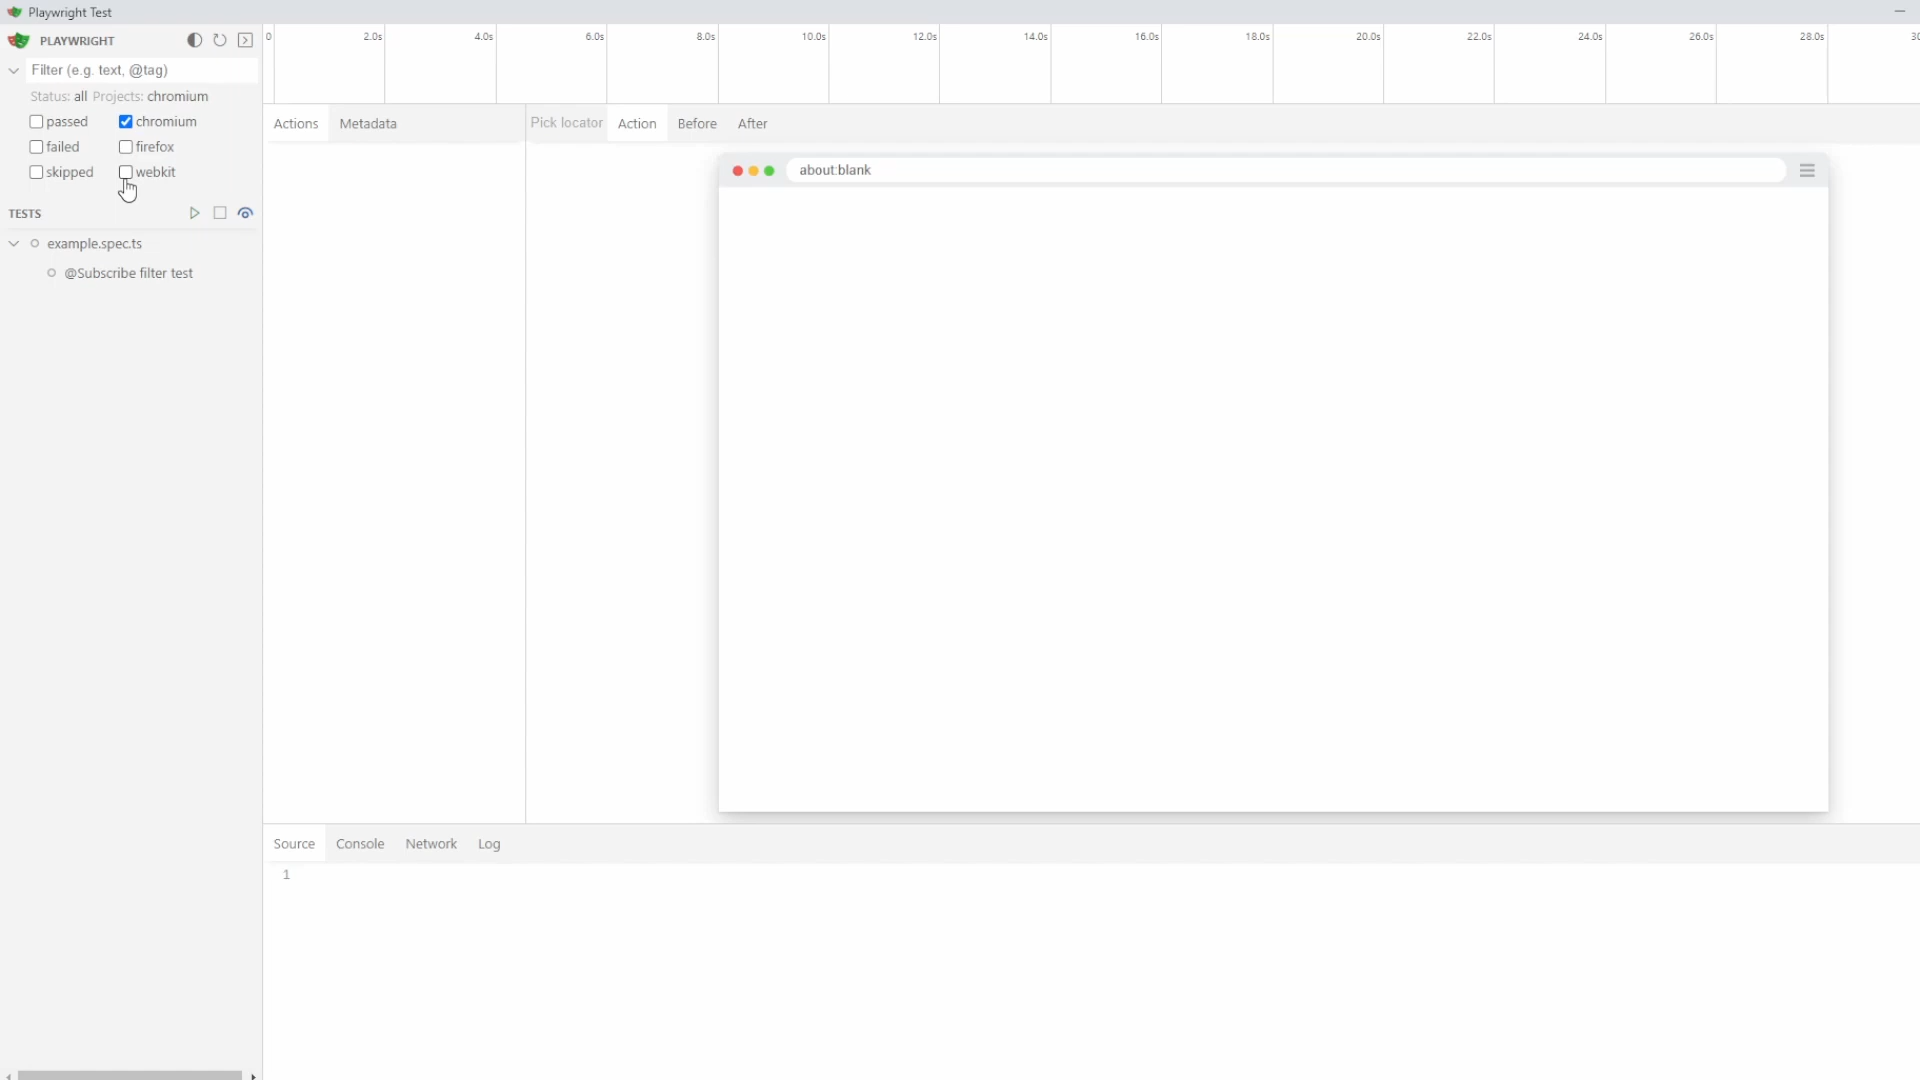 Playwright Test
PLAYWRIGHT
Filter (e.g. text, @tag)
Status: all Projects: chromium
passed chromium
failed firefox
skipped webkit
TESTS
example.spec.ts
@Subscribe filter test
0 2.0s 4.0s 6.0s 8.0s 10.0s 12.0s 14.0s 16.0s 18.0s 20.0s 22.0s 24.0s 26.0s 28.0s 30
Actions Metadata
Pick locator Action Before After
about:blank
Source Console Network Log
1